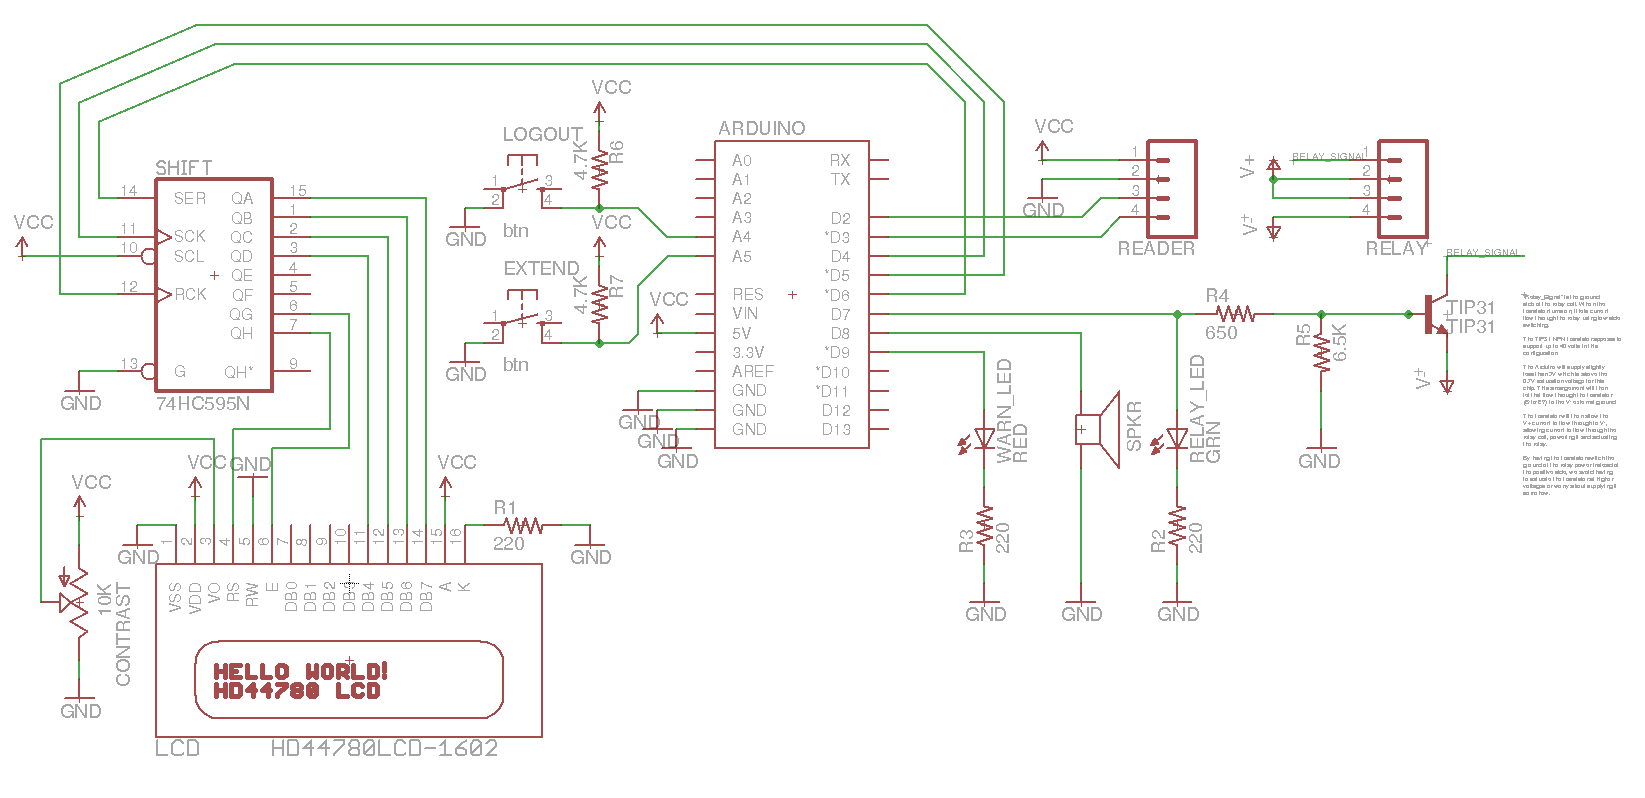 VCC
LOGOUT
4.7K
R6
1
3
2
4
GND
btn
VCC
EXTEND
4.7K
R7
1
3
2
4
GND
btn
SHIFT
VCC
14
SER
QA
15
QB
1
11
SCK
QC
2
10
SCL
QD
3
QE
4
12
RCK
QF
5
QG
6
QH
7
13
G
QH*
9
GND
74HC595N
ARDUINO
A0
RX
A1
TX
A2
A3
D2
A4
*D3
A5
D4
*D5
RES
*D6
VIN
D7
VCC
5V
D8
3.3V
*D9
AREF
*D10
GND
*D11
GND
D12
GND
D13
GND
GND
GND
VCC
1
2
3
4
GND
READER
V+
V-
RELAY_SIGNAL
1
2
3
4
RELAY
RELAY_SIGNAL
R4
650
R5
6.5K
GND
TIP31
TIP31
V-
WARN_LED
RED
R3
220
GND
SPKR
GND
RELAY_LED
GRN
R2
220
GND
VCC
VCC
GND
VCC
GND
10K
CONTRAST
GND
R1
220
GND
1
2
3
4
5
6
7
8
9
10
11
12
13
14
15
16
VSS
VDD
VO
RS
RW
E
DB0
DB1
DB2
DB3
DB4
DB5
DB6
DB7
A
K
HELLO WORLD!
HD44780 LCD
LCD
HD44780LCD-1602